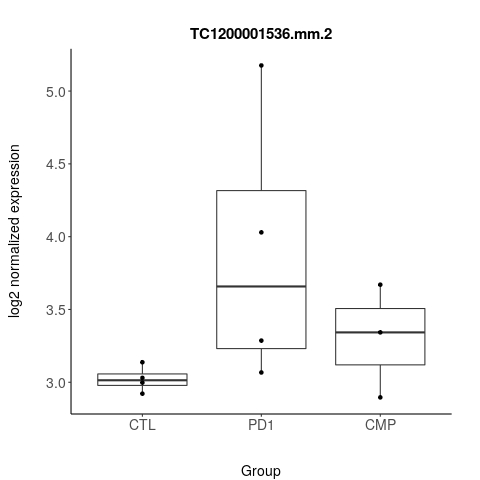 TC1200001536.mm.2
log2 normalized expression
5.0
4.5
4.0
3.5
3.0
CTL
PD1
CMP
Group